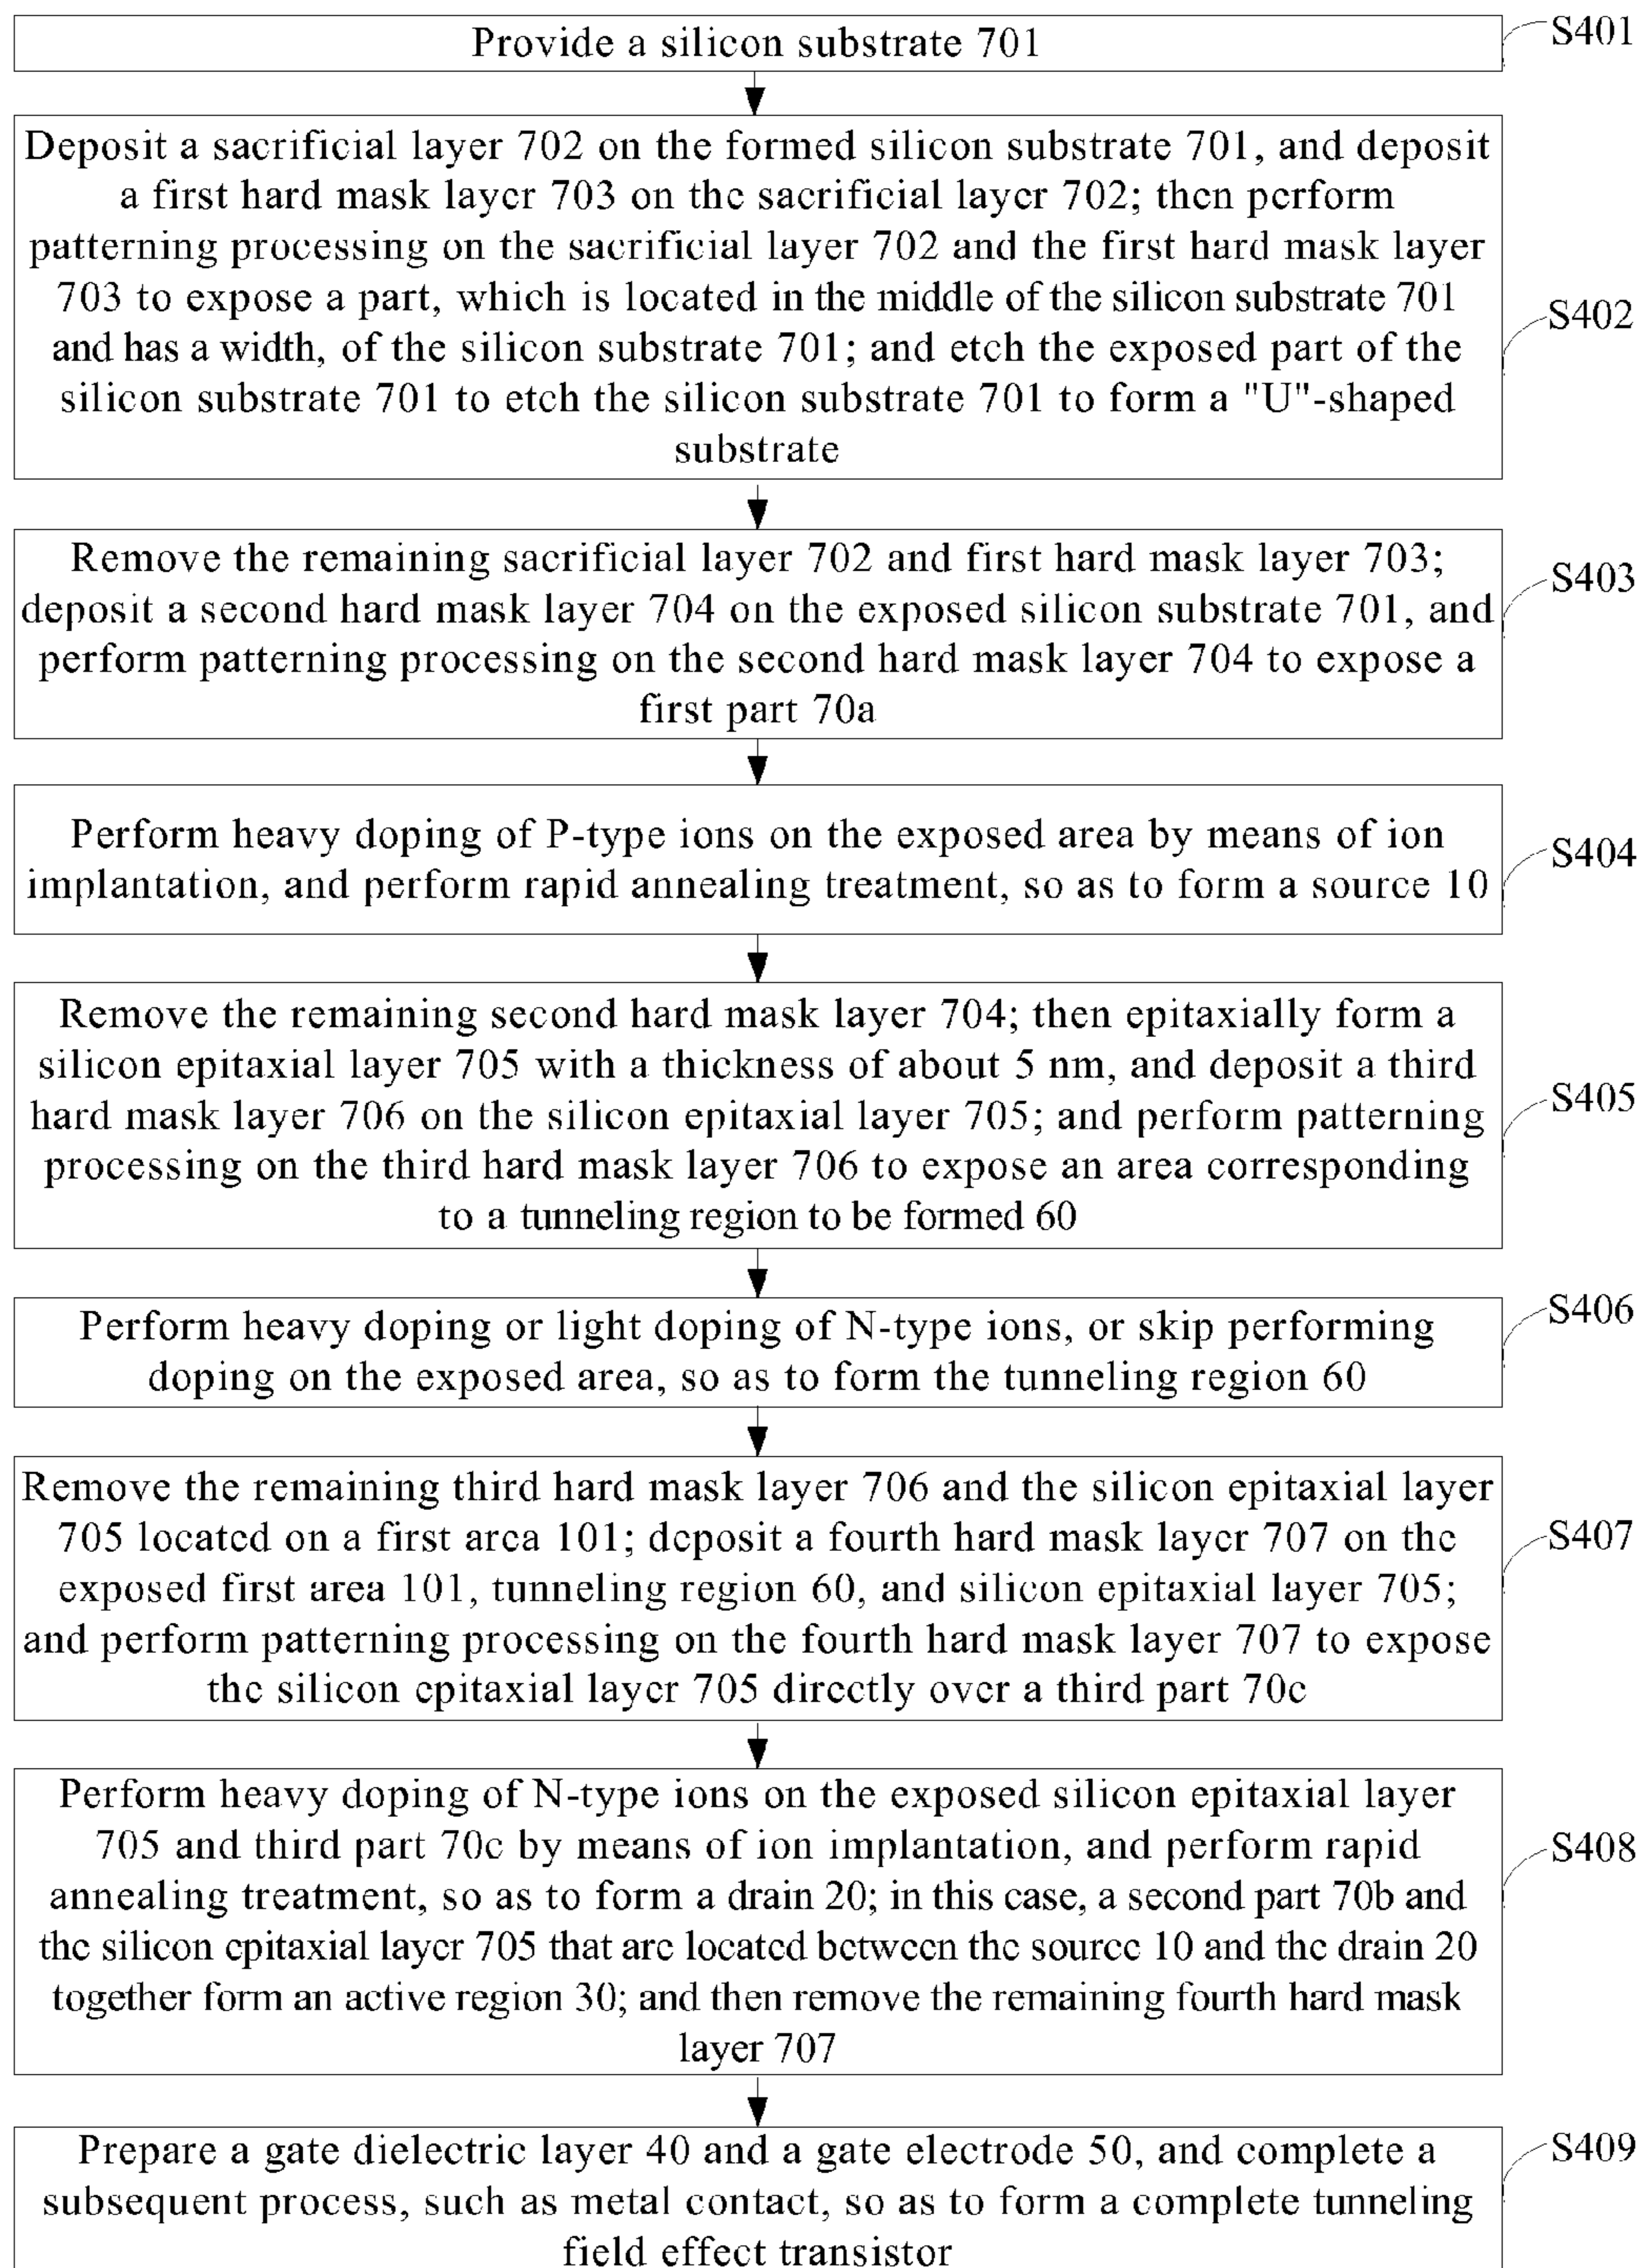 Provide a silicon substrate 701
S401
Deposit a sacrificial layer 702 on the formed silicon substrate 701, and deposit
a first hard mask layer 703 on the sacrificial layer 702; then perform
patterning processing on the sacrificial layer 702 and the first hard mask layer
703 to expose a part, which is located in the middle of the silicon substrate 701
and has a width, of the silicon substrate 701; and etch the exposed part of the
silicon substrate 701 to etch the silicon substrate 701 to form a "U"-shaped
substrate
S402
Remove the remaining sacrificial layer 702 and first hard mask layer 703;
deposit a second hard mask layer 704 on the exposed silicon substrate 701, and
perform patterning processing on the second hard mask layer 704 to expose a
first part 70a
S403
Perform heavy doping of P-type ions on the exposed area by means of ion
implantation, and perform rapid annealing treatment, so as to form a source 10
S404
Remove the remaining second hard mask layer 704; then epitaxially form a
silicon epitaxial layer 705 with a thickness of about 5 nm, and deposit a third
hard mask layer 706 on the silicon epitaxial layer 705; and perform patterning
processing on the third hard mask layer 706 to expose an area corresponding
to a tunneling region to be formed 60
S405
Perform heavy doping or light doping of N-type ions, or skip performing
doping on the exposed area, so as to form the tunneling region 60
S406
Remove the remaining third hard mask layer 706 and the silicon epitaxial layer
705 located on a first area 101; deposit a fourth hard mask layer 707 on the
exposed first area 101, tunneling region 60, and silicon epitaxial layer 705;
and perform patterning processing on the fourth hard mask layer 707 to expose
the silicon epitaxial layer 705 directly over a third part 70c
S407
Perform heavy doping of N-type ions on the exposed silicon epitaxial layer
705 and third part 70c by means of ion implantation, and perform rapid
annealing treatment, so as to form a drain 20; in this case, a second part 70b and
the silicon epitaxial layer 705 that are located between the source 10 and the drain 20
together form an active region 30; and then remove the remaining fourth hard mask
layer 707
S408
Prepare a gate dielectric layer 40 and a gate electrode 50, and complete a
subsequent process, such as metal contact, so as to form a complete tunneling
field effect transistor
S409